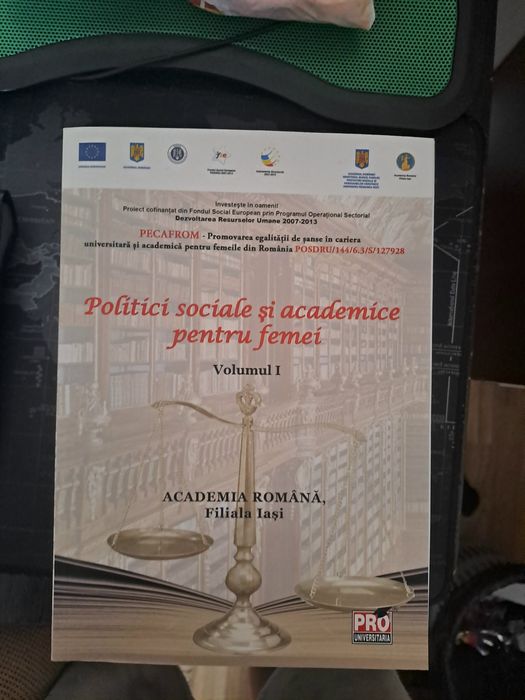 Investește în oameni!
Proiect cofinanțat din Fondul Social European prin Programul Operațional Sectorial
Dezvoltarea Resurselor Umane 2007-2013
PECAFROM - Promovarea egalității de șanse în cariera
universitară și academică pentru femeile din România POSDRU/144/6.3/S/127928
Politici sociale și academice
pentru femei
Volumul I
ACADEMIA ROMÂNĂ,
Filiala Iași
PRO
UNIVERSITARIA